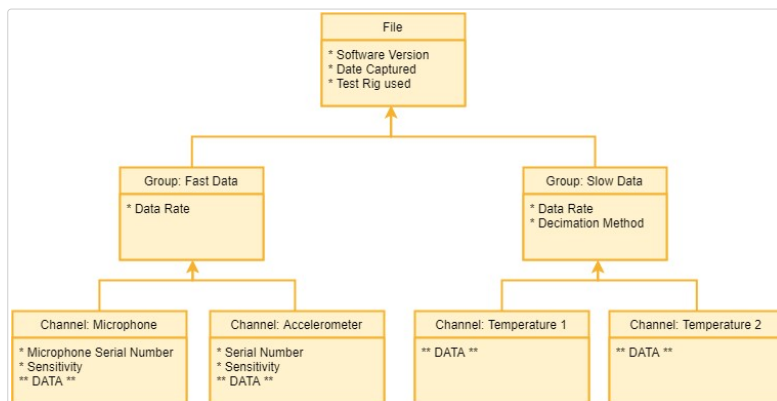 File
* Software Version
* Date Captured
* Test Rig used
Group: Fast Data
* Data Rate
Group: Slow Data
* Data Rate
* Decimation Method
Channel: Microphone
* Microphone Serial Number
* Sensitivity
** DATA **
Channel: Accelerometer
* Serial Number
* Sensitivity
** DATA **
Channel: Temperature 1
** DATA **
Channel: Temperature 2
** DATA **